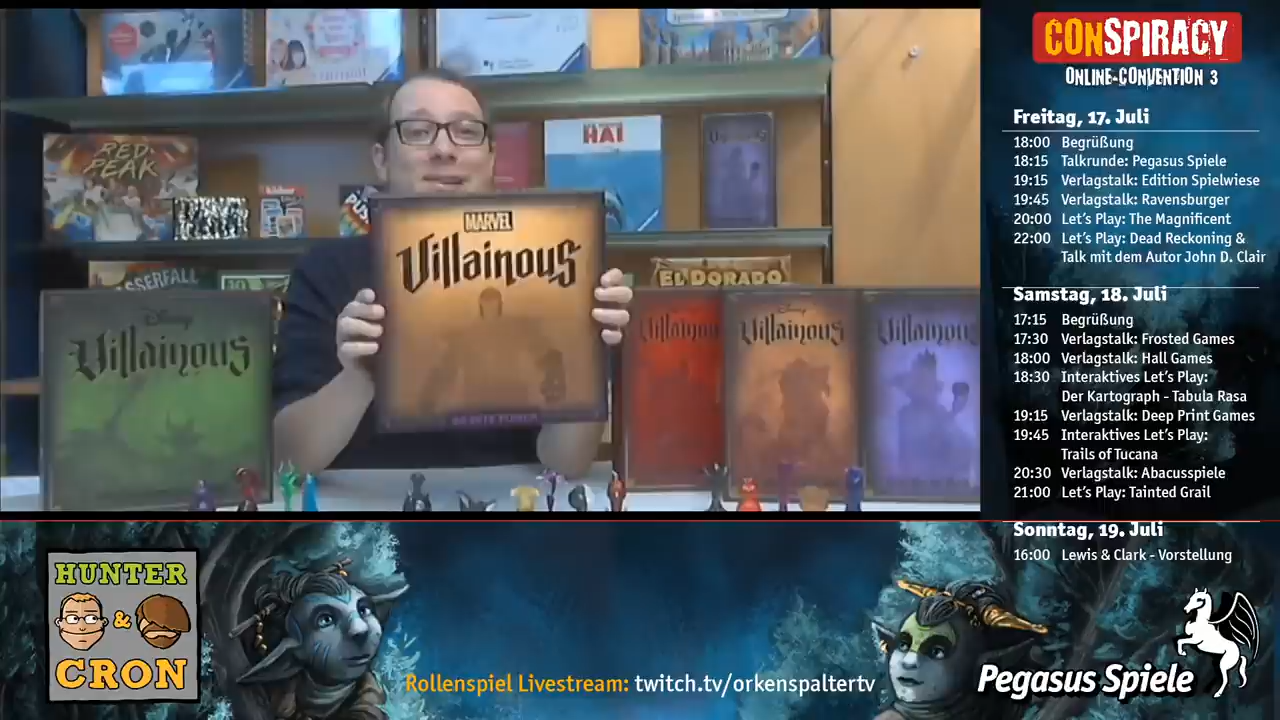 RED PEAK
HAI
MARVEL
Villainous
EL DORADO
Disney
Villainous
Villainous
Disney
Villainous
Villainous
CONSPIRACY
ONLINE-CONVENTION 3
Freitag, 17. Juli
18:00 Begrüßung
18:15 Talkrunde: Pegasus Spiele
19:15 Verlagstalk: Edition Spielwiese
19:45 Verlagstalk: Ravensburger
20:00 Let's Play: The Magnificent
22:00 Let's Play: Dead Reckoning &
Talk mit dem Autor John D. Clair
Samstag, 18. Juli
17:15 Begrüßung
17:30 Verlagstalk: Frosted Games
18:00 Verlagstalk: Hall Games
18:30 Interaktives Let's Play:
Der Kartograph - Tabula Rasa
19:15 Verlagstalk: Deep Print Games
19:45 Interaktives Let's Play:
Trails of Tucana
20:30 Verlagstalk: Abacusspiele
21:00 Let's Play: Tainted Grail
Sonntag, 19. Juli
16:00 Lewis & Clark - Vorstellung
HUNTER
&
CRON
Rollenspiel Livestream: twitch.tv/orkenspaltertv
Pegasus Spiele